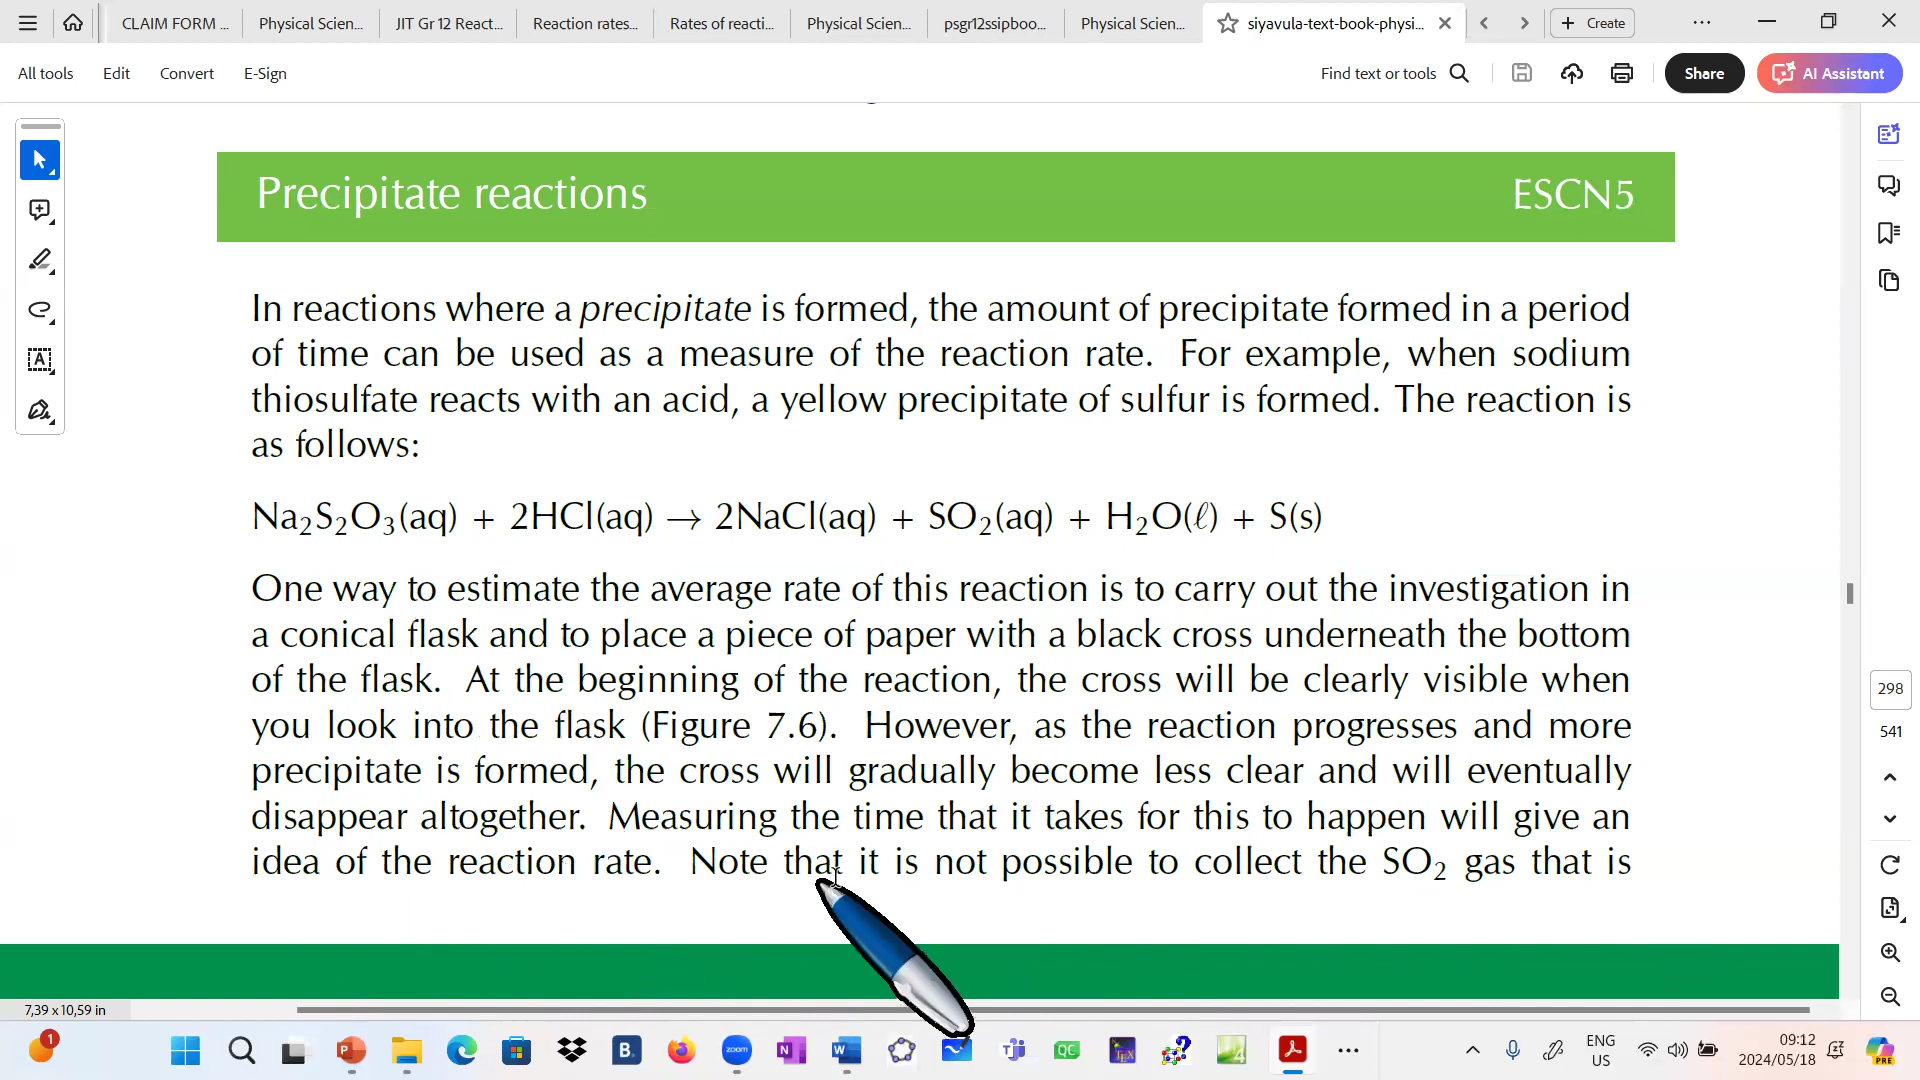 CLAIM FORM ...
Physical Scien...
JIT Gr 12 React...
Reaction rates...
Rates of reacti...
Physical Scien...
psgr12ssipboo...
Physical Scien...
siyavula-text-book-physi...
Create
All tools
Edit
Convert
E-Sign
Find text or tools
Share
AI Assistant
Precipitate reactions
ESCN5
In reactions where a precipitate is formed, the amount of precipitate formed in a period
of time can be used as a measure of the reaction rate. For example, when sodium
thiosulfate reacts with an acid, a yellow precipitate of sulfur is formed. The reaction is
as follows:
Na₂S₂O₃(aq) + 2HCl(aq) → 2NaCl(aq) + SO₂(aq) + H₂O(ℓ) + S(s)
One way to estimate the average rate of this reaction is to carry out the investigation in
a conical flask and to place a piece of paper with a black cross underneath the bottom
of the flask. At the beginning of the reaction, the cross will be clearly visible when
you look into the flask (Figure 7.6). However, as the reaction progresses and more
precipitate is formed, the cross will gradually become less clear and will eventually
disappear altogether. Measuring the time that it takes for this to happen will give an
idea of the reaction rate. Note that it is not possible to collect the SO₂ gas that is
298
541
7,39 x 10,59 in
1
P
B.
zoom
N
W
QC
TEX
4
ENG
US
09:12
2024/05/18
PRE